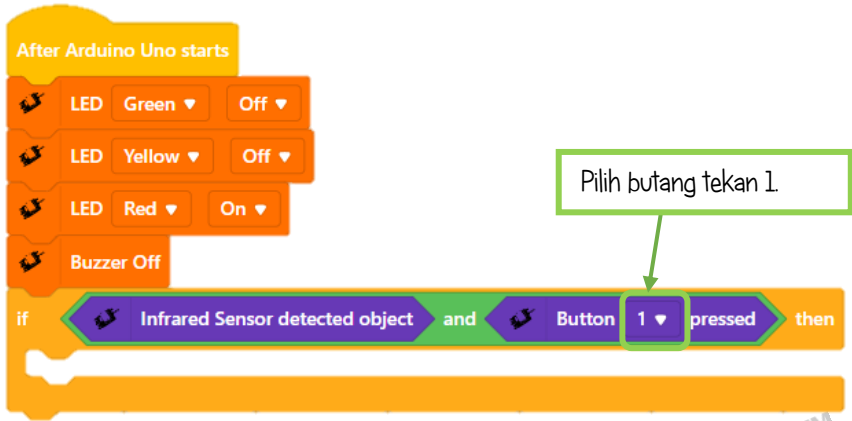 After Arduino Uno starts
LED Green Off
LED Yellow Off
Pilih butang tekan 1.
LED Red On
Buzzer Off
if Infrared Sensor detected object and Button 1 pressed then